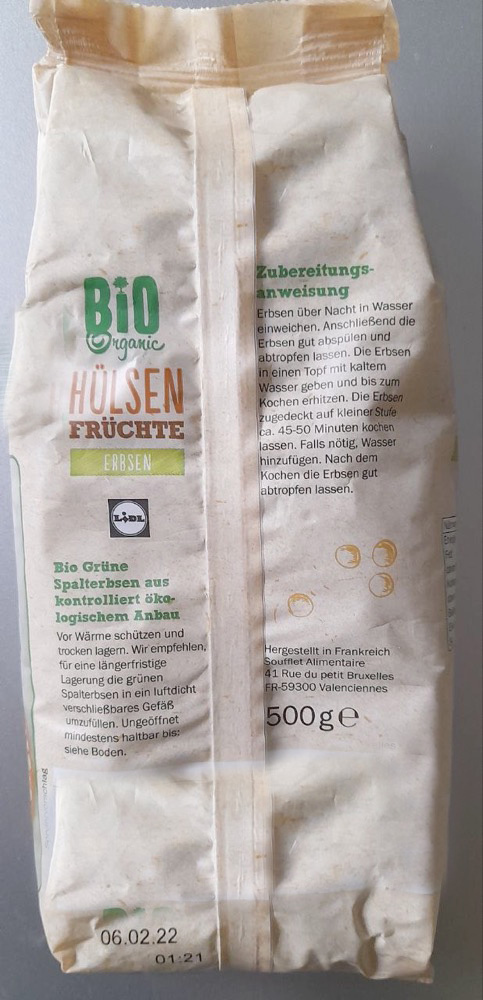 BiO
Organic
HÜLSEN
FRÜCHTE
ERBSEN
LiDL
Bio Grüne
Spalterbsen aus
kontrolliert öko-
logischem Anbau
Vor Wärme schützen und
trocken lagern. Wir empfehlen,
für eine längerfristige
Lagerung die grünen
Spalterbsen in ein luftdicht
verschließbares Gefäß
umzufüllen. Ungeöffnet
mindestens haltbar bis:
siehe Boden.
Zubereitungs-
anweisung
Erbsen über Nacht in Wasser
einweichen. Anschließend die
Erbsen gut abspülen und
abtropfen lassen. Die Erbsen
in einen Topf mit kaltem
Wasser geben und bis zum
Kochen erhitzen. Die Erbsen
zugedeckt auf kleiner Stufe
ca. 45-50 Minuten kochen
lassen. Falls nötig, Wasser
hinzufügen. Nach dem
Kochen die Erbsen gut
abtropfen lassen.
Hergestellt in Frankreich
Soufflet Alimentaire
41 Rue du petit Bruxelles
FR-59300 Valenciennes
500g e
06.02.22
01:21